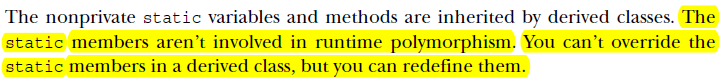 The nonprivate static variables and methods are inherited by derived classes. The
static members aren’t involved in runtime polymorphism. You can’t override the
static members in a derived class, but you can redefine them.